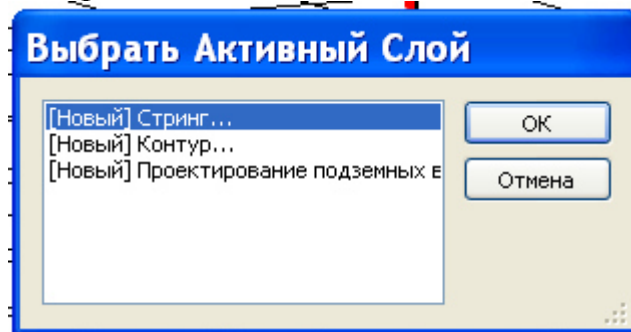 Выбрать Активный Слой
[Новый] Стринг...
[Новый] Контур...
[Новый] Проектирование подземных в
OK
Отмена